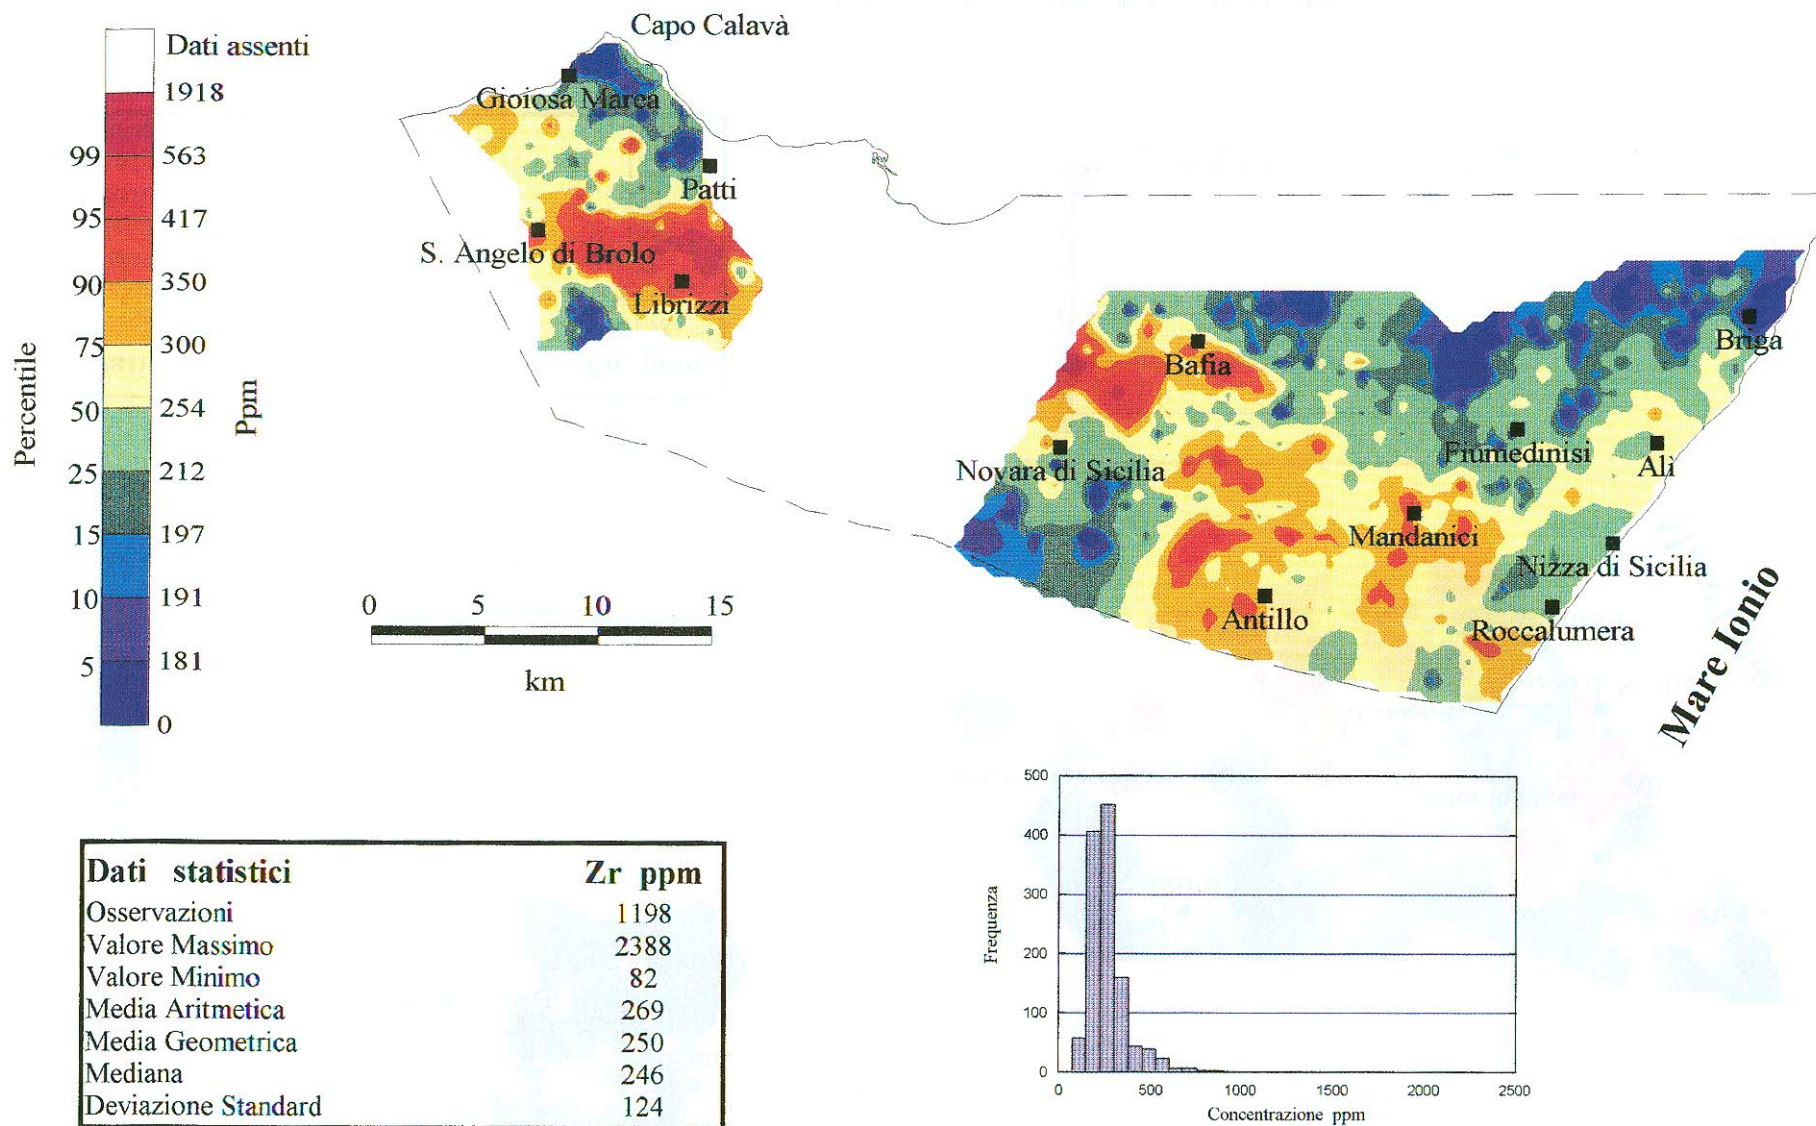 Capo Calavà
Dati assenti
1918
99 563
95 417
90 350
75 300
50 254
25 212
15 197
10 191
5 181
0
Percentile
Ppm
Gioiosa Marea
Patti
S. Angelo di Brolo
Librizzi
Bafia
Briga
Novara di Sicilia
Fiumedinisi
Alì
Mandanici
Nizza di Sicilia
Antillo
Roccalumera
Mare Ionio
0 5 10 15
km
Dati statistici Zr ppm
Osservazioni 1198
Valore Massimo 2388
Valore Minimo 82
Media Aritmetica 269
Media Geometrica 250
Mediana 246
Deviazione Standard 124
500
400
300
200
100
0
Frequenza
0 500 1000 1500 2000 2500
Concentrazione ppm